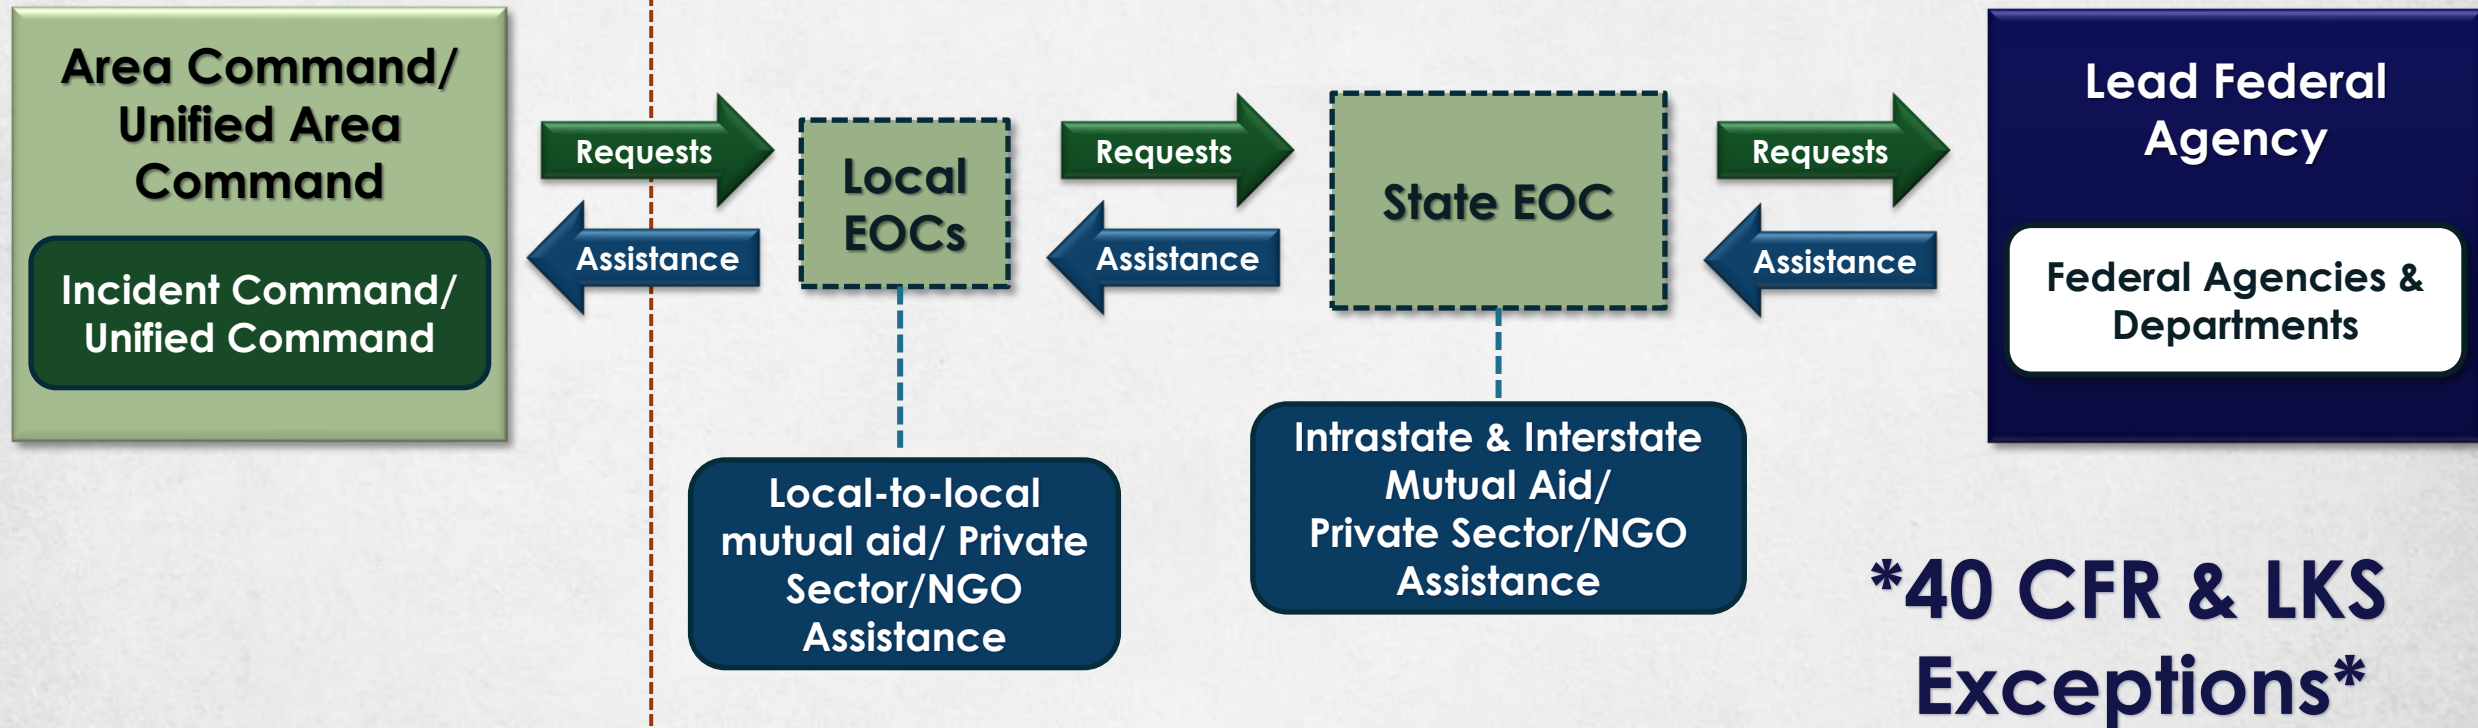 Area Command/
Unified Area
Command
Incident Command/
Unified Command
Requests
Assistance
Local
EOCs
Local-to-local
mutual aid/ Private
Sector/NGO
Assistance
Requests
Assistance
State EOC
Intrastate & Interstate
Mutual Aid/
Private Sector/NGO
Assistance
Requests
Assistance
Lead Federal
Agency
Federal Agencies &
Departments
*40 CFR & LKS
Exceptions*